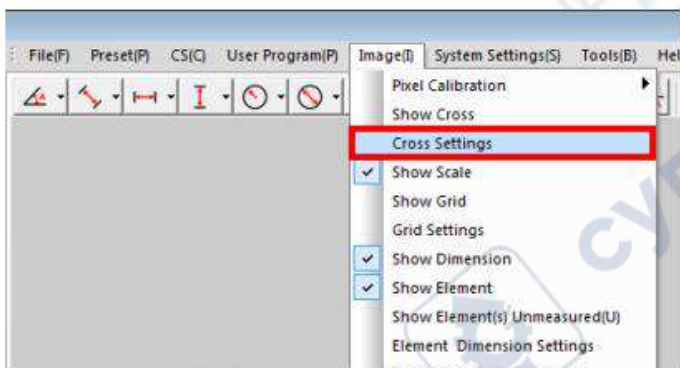 File(F) Preset(P) CS(C) User Program(P) Image(I) System Settings(S) Tools(B) Hel
Pixel Calibration
Show Cross
Cross Settings
Show Scale
Show Grid
Grid Settings
Show Dimension
Show Element
Show Element(s) Unmeasured(U)
Element Dimension Settings